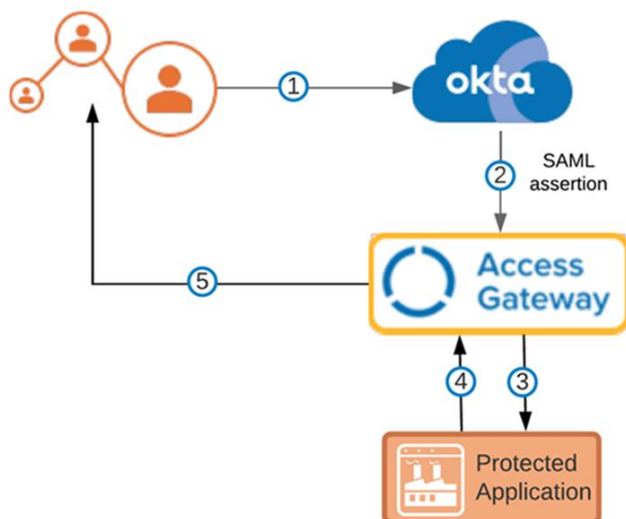 1
okta
2
SAML
assertion
Access
Gateway
5
4
3
Protected
Application